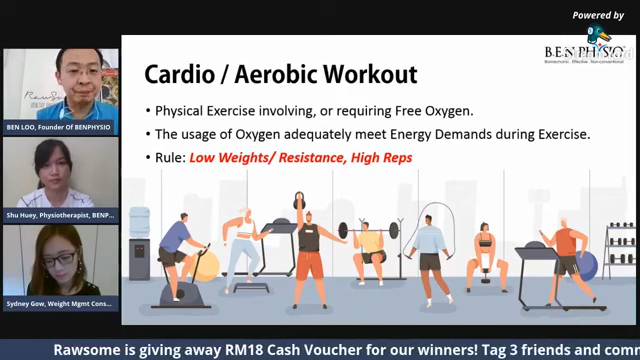 Powered by
BENPHYSIO
Cardio / Aerobic Workout
• Physical Exercise involving, or requiring Free Oxygen.
• The usage of Oxygen adequately meet Energy Demands during Exercise.
• Rule: Low Weights/ Resistance, High Reps
BEN LOO, Founder Of BENPHYSIO
Shu Huey, Physiotherapist, BENP...
Sydney Gow, Weight Mgmt Cons...
Rawsome is giving away RM18 Cash Voucher for our winners! Tag 3 friends and com